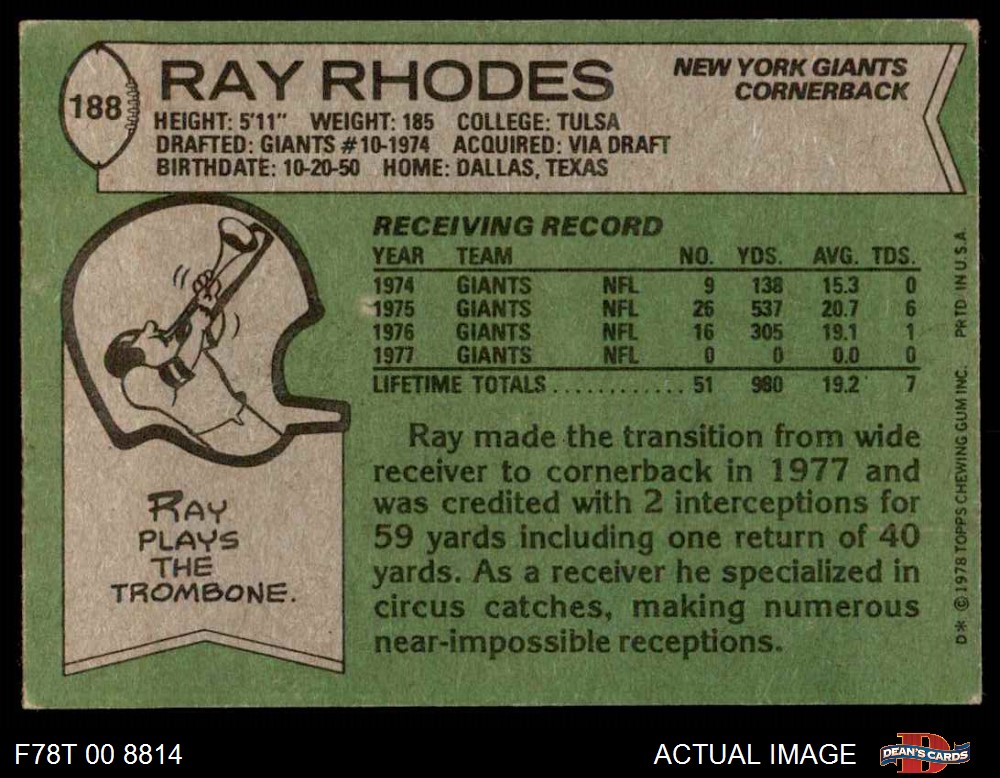 188
RAY RHODES
NEW YORK GIANTS
CORNERBACK
HEIGHT: 5'11" WEIGHT: 185 COLLEGE: TULSA
DRAFTED: GIANTS #10-1974 ACQUIRED: VIA DRAFT
BIRTHDATE: 10-20-50 HOME: DALLAS, TEXAS
RECEIVING RECORD
YEAR TEAM NO. YDS. AVG. TDS.
1974 GIANTS NFL 9 138 15.3 0
1975 GIANTS NFL 26 537 20.7 6
1976 GIANTS NFL 16 305 19.1 1
1977 GIANTS NFL 0 0 0.0 0
LIFETIME TOTALS............ 51 980 19.2 7
Ray made the transition from wide
receiver to cornerback in 1977 and
was credited with 2 interceptions for
59 yards including one return of 40
yards. As a receiver he specialized in
circus catches, making numerous
near-impossible receptions.
RAY
PLAYS
THE
TROMBONE.
D* © 1978 TOPPS CHEWING GUM INC. PRTD IN U.S.A.
F78T 00 8814
ACTUAL IMAGE
D
DEAN'S CARDS